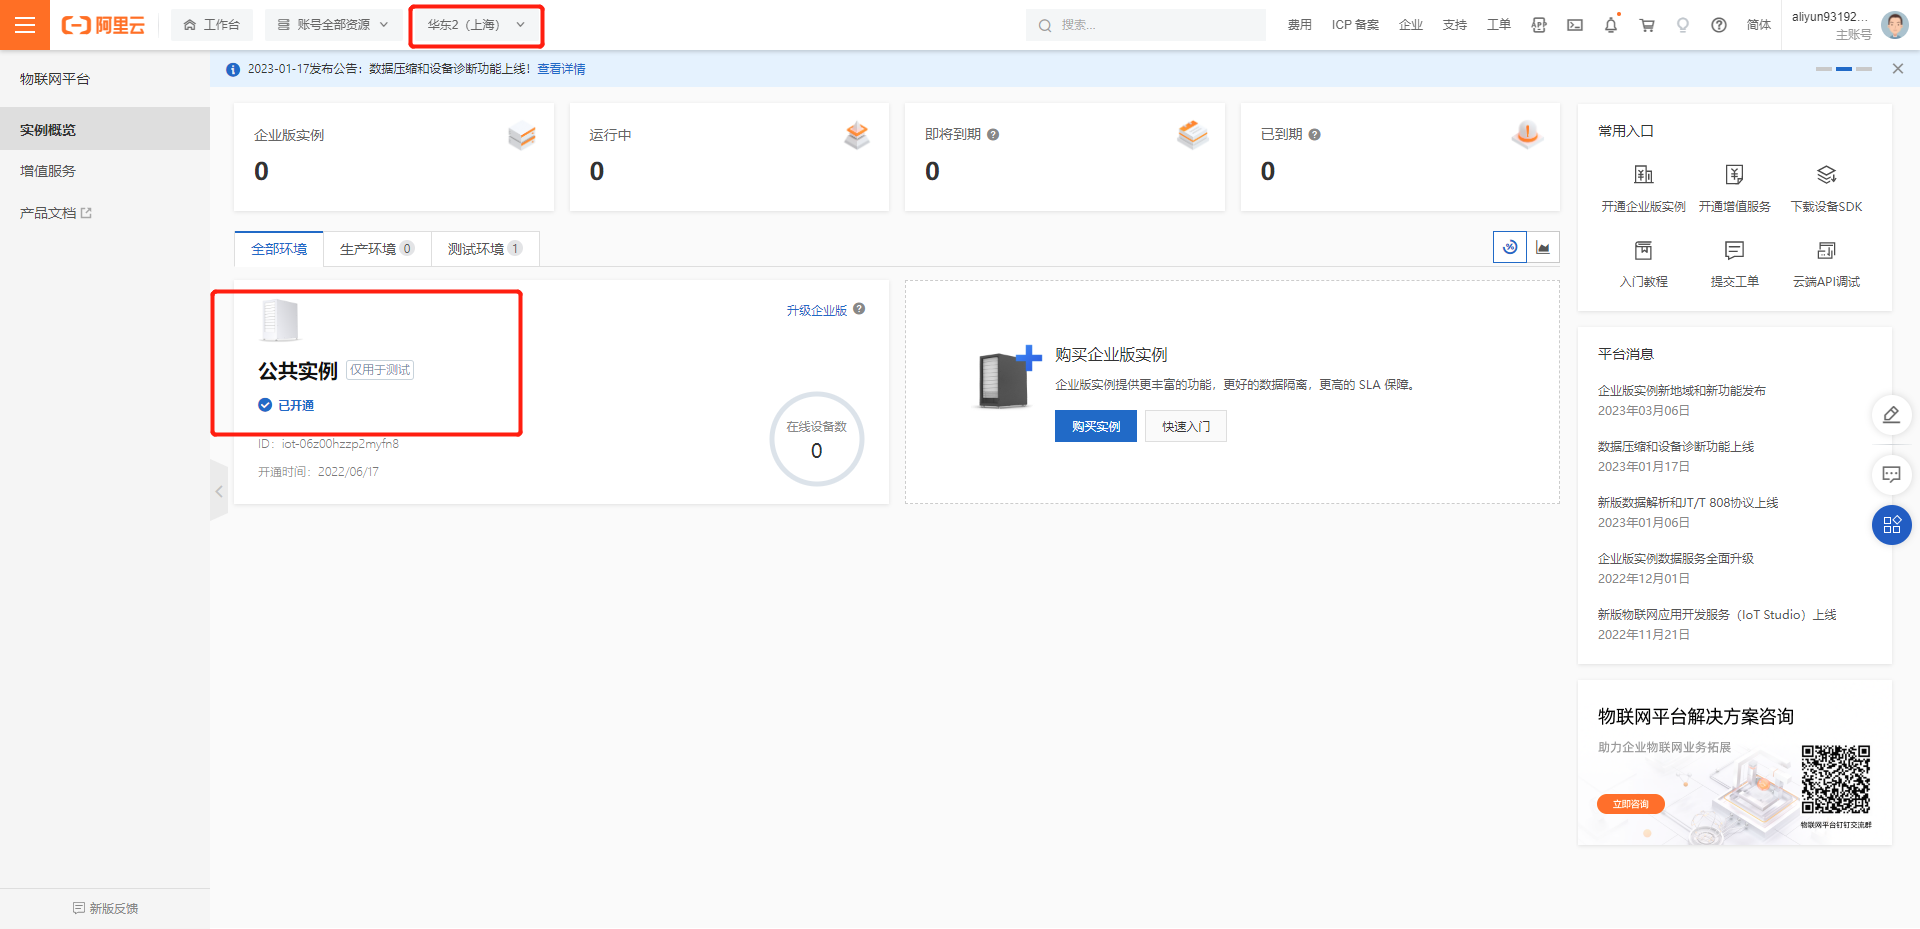 阿里云
工作台
账号全部资源
华东2（上海）
搜索...
费用
ICP 备案
企业
支持
工单
简体
aliyun93192...
主账号
物联网平台
实例概览
增值服务
产品文档
新版反馈
2023-01-17发布公告：数据压缩和设备诊断功能上线！查看详情
企业版实例
0
运行中
0
即将到期
0
已到期
0
全部环境
生产环境 0
测试环境 1
升级企业版
公共实例 仅用于测试
已开通
ID：iot-06z00hzzp2myfn8
开通时间：2022/06/17
在线设备数
0
购买企业版实例
企业版实例提供更丰富的功能，更好的数据隔离，更高的 SLA 保障。
购买实例
快速入门
常用入口
开通企业版实例
开通增值服务
下载设备SDK
入门教程
提交工单
云端API调试
平台消息
企业版实例新地域和新功能发布
2023年03月06日
数据压缩和设备诊断功能上线
2023年01月17日
新版数据解析和JT/T 808协议上线
2023年01月06日
企业版实例数据服务全面升级
2022年12月01日
新版物联网应用开发服务（IoT Studio）上线
2022年11月21日
物联网平台解决方案咨询
助力企业物联网业务拓展
立即咨询
物联网平台钉钉交流群